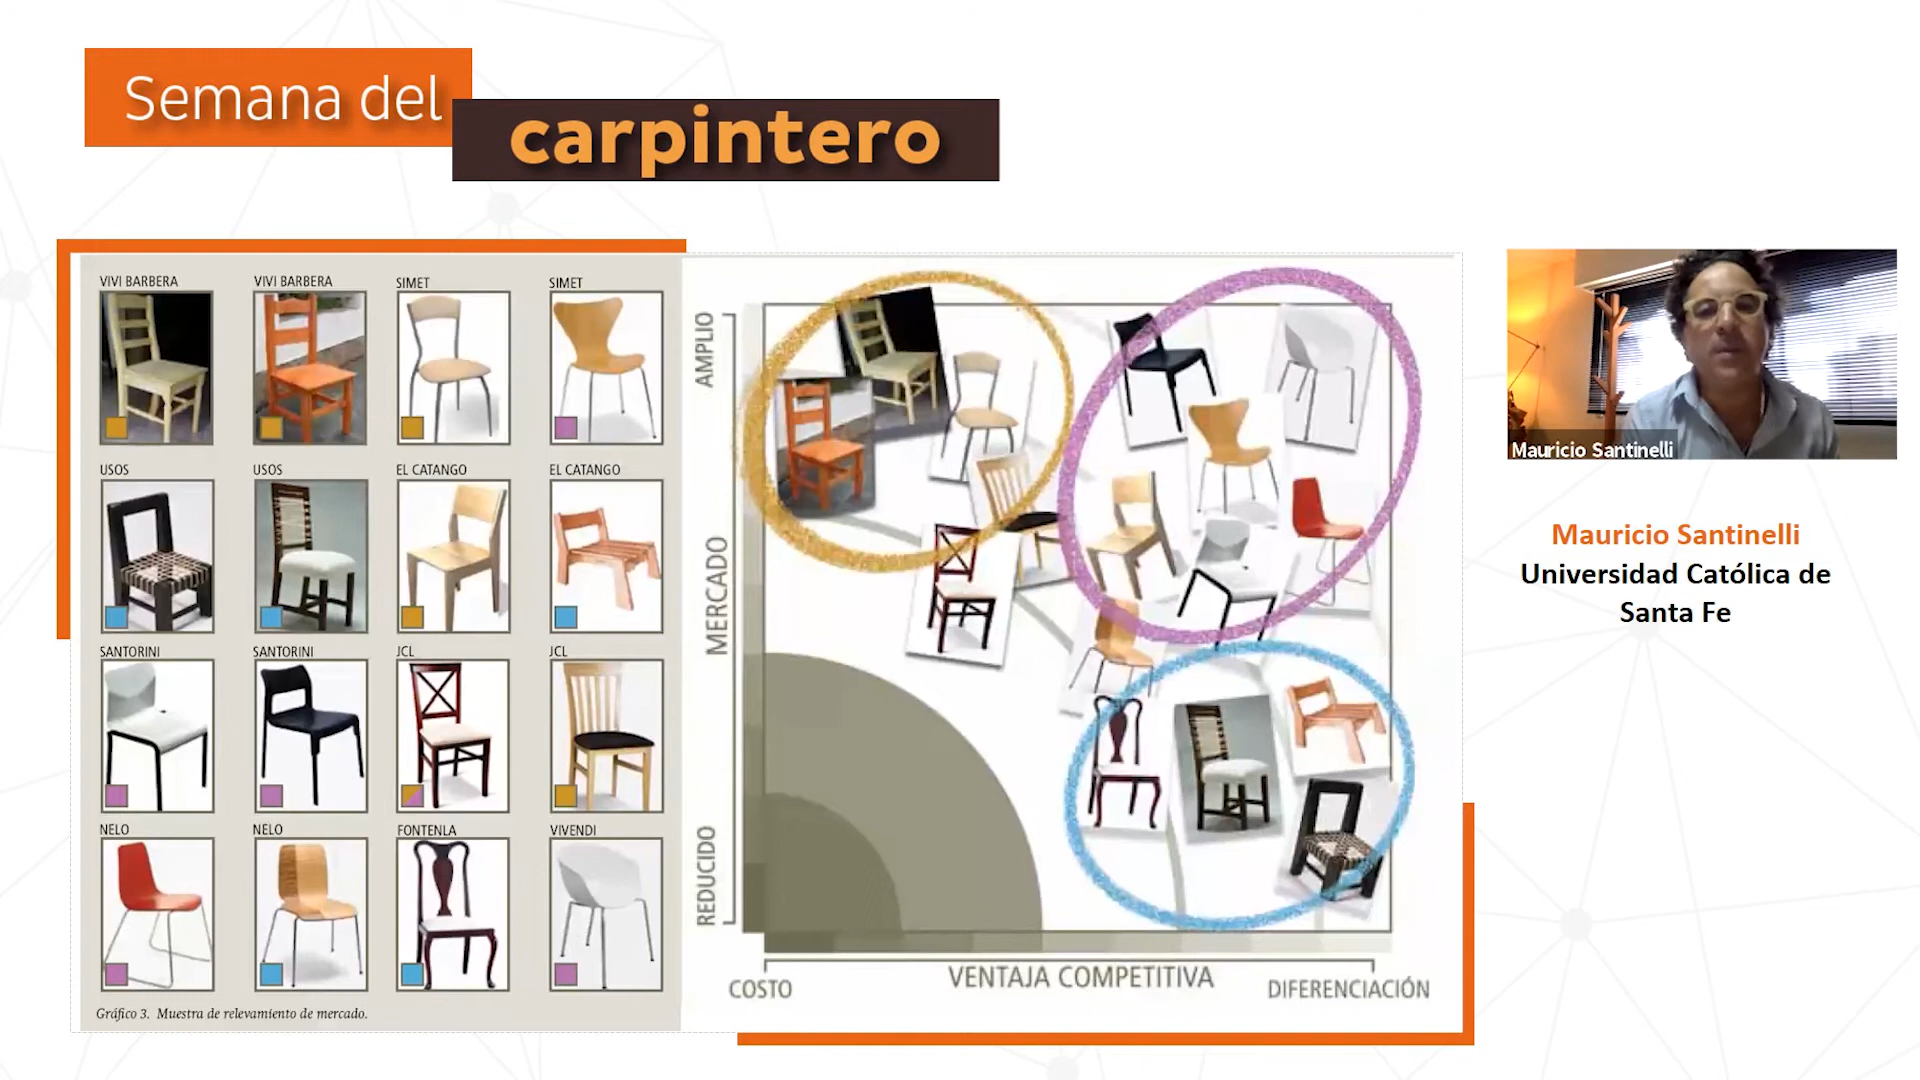 Semana del
carpintero
VIVI BARBERA
VIVI BARBERA
SIMET
SIMET
USOS
USOS
EL CATANGO
EL CATANGO
SANTORINI
SANTORINI
JCL
JCL
NELO
NELO
FONTENLA
VIVENDI
Gráfico 3. Muestra de relevamiento de mercado.
AMPLIO
MERCADO
REDUCIDO
COSTO
VENTAJA COMPETITIVA
DIFERENCIACIÓN
Mauricio Santinelli
Mauricio Santinelli
Universidad Católica de
Santa Fe